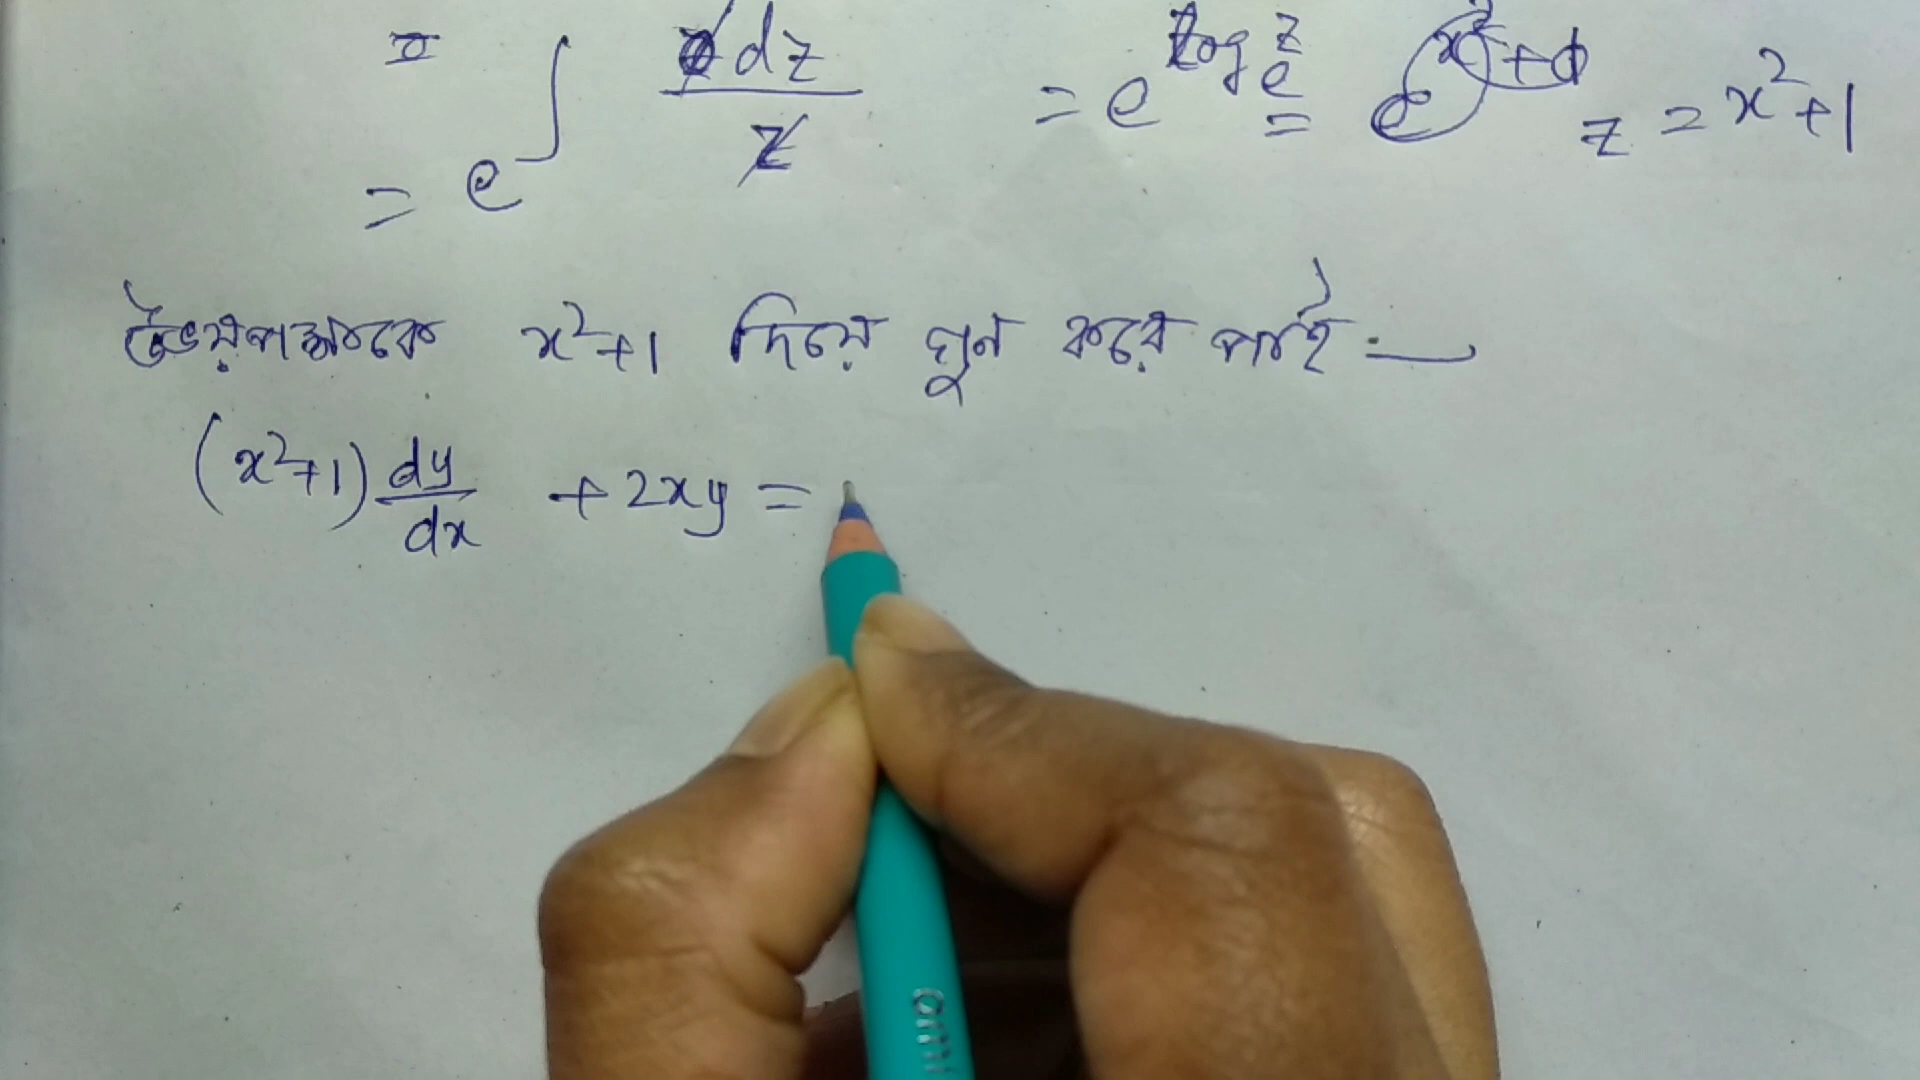 = e^∫ dz/z = e^log_e z = e^x²+1 z = x²+1
উভয়পক্ষকে x²+1 দিয়ে গুন করে পাই :—
(x²+1) dy/dx + 2xy =